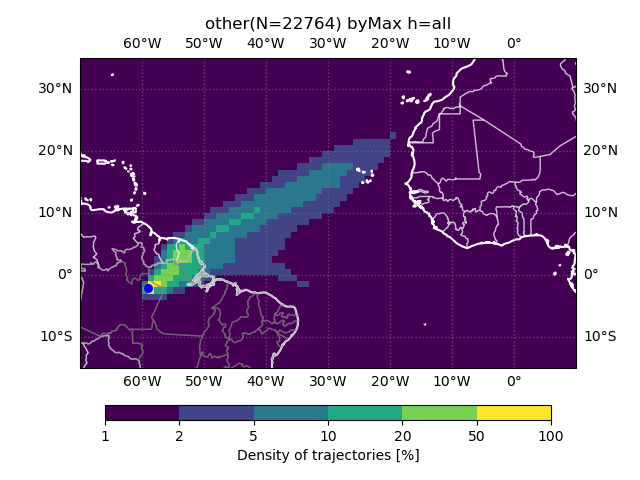 other(N=22764) byMax h=all
60°W 50°W 40°W 30°W 20°W 10°W 0°
30°N 30°N
20°N 20°N
10°N 10°N
0° 0°
10°S 10°S
60°W 50°W 40°W 30°W 20°W 10°W 0°
1 2 5 10 20 50 100
Density of trajectories [%]